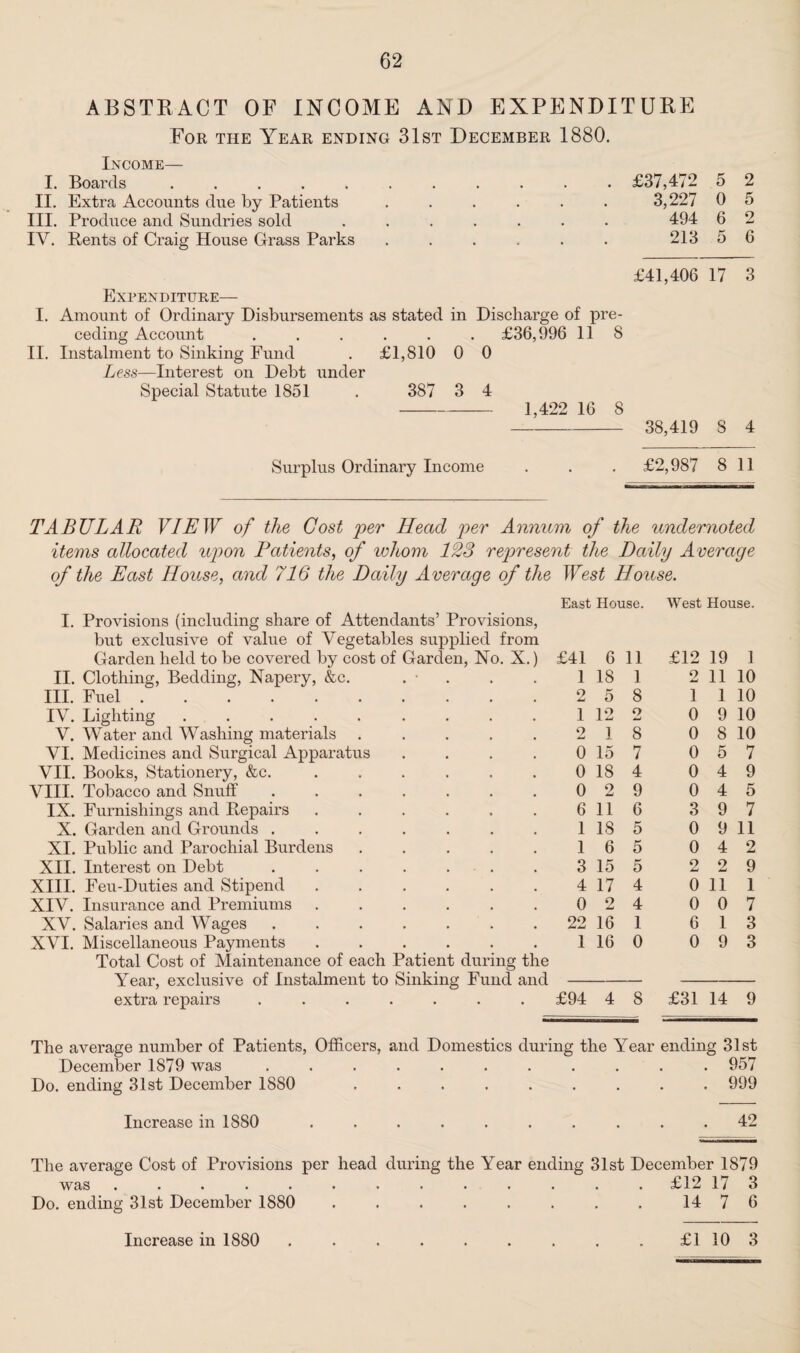 62
ABSTRACT OF INCOME AND EXPENDITURE
For the Year ending 31st December 1880.
Income—
I. Boards . . . . . . . . . . . £37,472 5 2
II. Extra Accounts due by Patients . . . . . . 3,227 0 5
III. Produce and Sundries sold . . . . . . . 494 6 2
IV. Rents of Craig House Grass Parks . . . . . . 213 5 6
£41,406 17 3
Expenditure—
I. Amount of Ordinary Disbursements as stated in Discharge of pre-
ceding Account . . . . . . £36,996 11 8
II. Instalment to Sinking Fund . £1,810 0 0
Less—Interest on Debt under
Special Statute 1851 . 387 3 4
1,422 16 8
38,419 8 4
Surplus Ordinary Income . . . £2,987 8 11
TABULAR VIEW of the Cost per Head per Annum of the undernoted
items allocated upon Patients, of whom 123 represent the Daily Average
of the East House, and 716 the Daily Average of the West House.
East House. West House.
I. Provisions (including share of Attendants' Provisions,
but exclusive of value of Vegetables supplied from
Garden held to be covered by cost of Garden, No. X.) £41 6 11 £12 19 1
II. Clothing, Bedding, Napery, &c. . . . . 1 18 1 2 11 10
III. Fuel . . . . . . . . . . 2 5 8 1 1 10
IV. Lighting . . . . . . . . . 1 12 2 0 9 10
V. Water and Washing materials . . . . . 2 1 8 0 8 10
VI. Medicines and Surgical Apparatus . . . . 0 15 7 0 5 7
VII. Books, Stationery, &c. . . . . . . 0 18 4 0 4 9
VIII. Tobacco and Snuff . . . . . . . 0 2 9 0 4 5
IX. Furnishings and Repairs . . . . . . 6 11 6 3 9 7
X. Garden and Grounds . . . . . . . 1 18 5 0 9 11
XI. Public and Parochial Burdens . . . . . 1 6 5 0 4 2
XII. Interest on Debt . . . . . . . 3 15 5 2 2 9
XIII. Feu-Duties and Stipend . . . . . . 4 17 4 0 11 1
XIV. Insurance and Premiums . . . . . . 0 2 4 0 0 7
XV. Salaries and Wages . . . . . . . 22 16 1 6 1 3
XVI. Miscellaneous Payments . . . . . . 1 16 0 0 9 3
Total Cost of Maintenance of each Patient during the
Year, exclusive of Instalment to Sinking Fund and
extra repairs . . . . . . . £94 4 8 £31 14 9
The average number of Patients, Officers, and Domestics during the Year ending 31st
December 1879 was . . . . . . . . . . . 957
Do. ending 31st December 1880 . . . . . . . . . 999
Increase in 1880 . . . . . . . . . . 42
The average Cost of Provisions per head during the Year ending 31st December 1879
was . . . . . . . . . . . . . £12 17 3
Do. ending 31st December 1880 . . . . . . . . 14 7 6
Increase in 1880 . . . . . . . . . £1 10 3